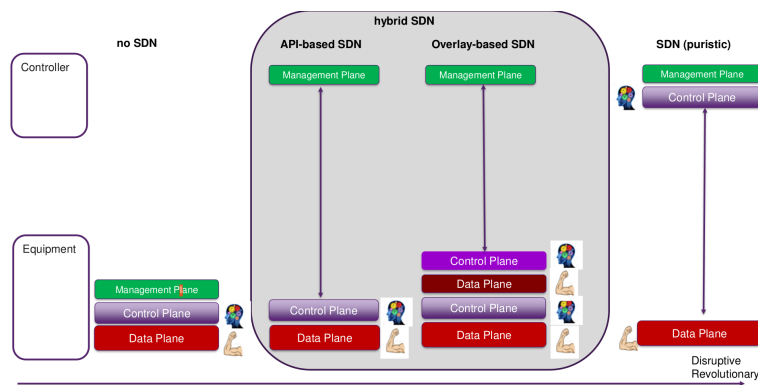 hybrid SDN
no SDN
API-based SDN
Overlay-based SDN
SDN (puristic)
Controller
Management Plane
Management Plane
Management Plane
Control Plane
Equipment
Management Plane
Control Plane
Data Plane
Control Plane
Data Plane
Control Plane
Data Plane
Control Plane
Data Plane
Data Plane
Disruptive
Revolutionary